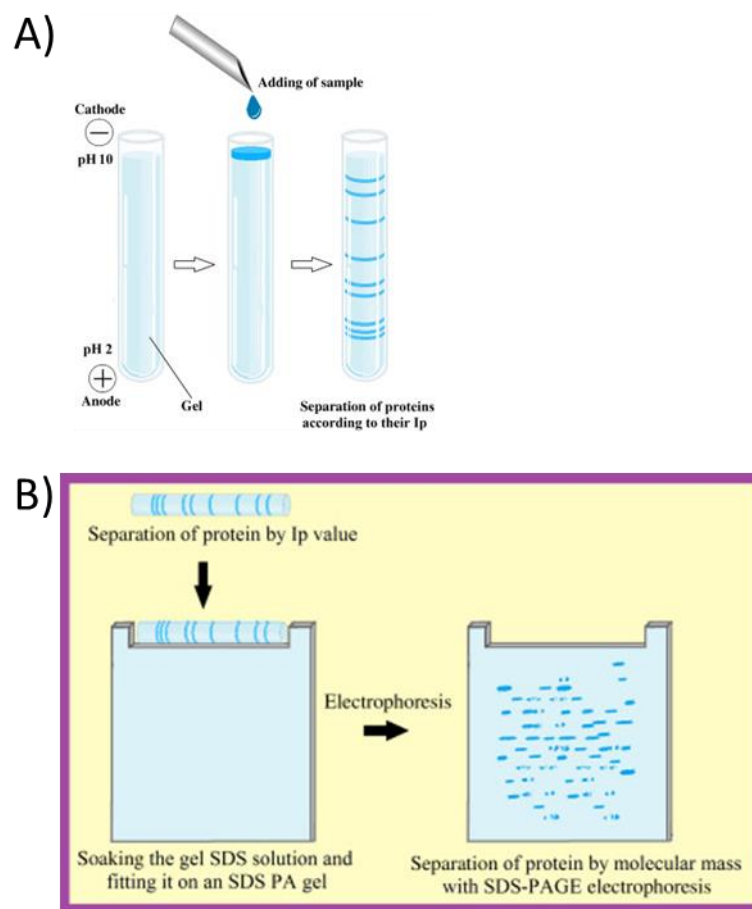 A)
Adding of sample
Cathode
−
pH 10
pH 2
+
Anode
Gel
Separation of proteins
according to their Ip
B)
Separation of protein by Ip value
Electrophoresis
Soaking the gel SDS solution and
fitting it on an SDS PA gel
Separation of protein by molecular mass
with SDS-PAGE electrophoresis